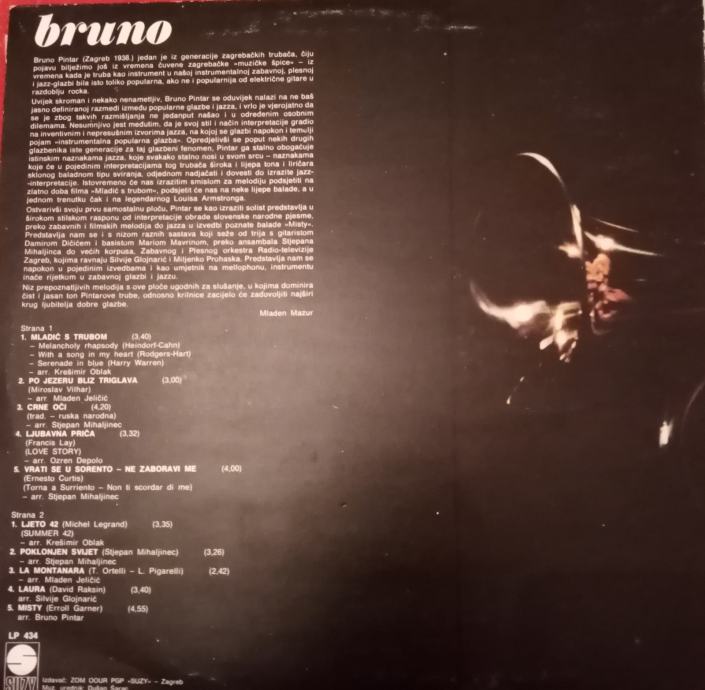 bruno
Bruno Pintar (Zagreb 1938.) jedan je iz generacije zagrebačkih trubača, čiju
pojavu bilježimo još iz vremena čuvene zagrebačke »muzičke špice« – iz
vremena kada je truba kao instrument u našoj instrumentalnoj zabavnoj, plesnoj
i jazz-glazbi bila isto toliko popularna, ako ne i popularnija od električne gitare u
razdoblju rocka.
Uvijek skroman i nekako nenametljiv, Bruno Pintar se oduvijek nalazi na ne baš
jasno definiranoj razmeđi između popularne glazbe i jazza, i vrlo je vjerojatno da
se je zbog takvih razmišljanja ne jedanput našao i u određenim osobnim
dilemama. Nesumnjivo jest međutim, da je svoj stil i način interpretacije gradio
na inventivnim i nepresušnim izvorima jazza, na kojoj se glazbi napokon i temelji
pojam »instrumentalna popularna glazba«. Opredjelivši se poput nekih drugih
glazbenika iste generacije za taj glazbeni fenomen, Pintar ga stalno obogaćuje
istinskim naznakama jazza, koje svakako stalno nosi u svom srcu – naznakama
koje će u pojedinim interpretacijama tog trubača široka i lijepa tona i liričara
sklonog baladnom tipu sviranja, odjednom nadjačati i dovesti do izrazite jazz-
-interpretacije. Istovremeno će nas izrazitim smislom za melodiju podsjetiti na
zlatno doba filma »Mladić s trubom«, podsjetit će nas na neke lijepe balade, a u
jednom trenutku čak i na legendarnog Louisa Armstronga.
Ostvarivši svoju prvu samostalnu ploču, Pintar se kao izraziti solist predstavlja u
širokom stilskom rasponu od interpretacije obrade slovenske narodne pjesme,
preko zabavnih i filmskih melodija do jazza u izvedbi poznate balade »Misty«.
Predstavlja nam se i s nizom raznih sastava koji seže od trija s gitaristom
Damirom Dičićem i basistom Mariom Mavrinom, preko ansambla Stjepana
Mihaljinca do većih korpusa, Zabavnog i Plesnog orkestra Radio-televizije
Zagreb, kojima ravnaju Silvije Glojnarić i Miljenko Prohaska. Predstavlja nam se
napokon u pojedinim izvedbama i kao umjetnik na mellophonu, instrumentu
inače rijetkom u zabavnoj glazbi i jazzu.
Niz prepoznatljivih melodija s ove ploče ugodnih za slušanje, u kojima dominira
čist i jasan ton Pintarove trube, odnosno krilnice zacijelo će zadovoljiti najširi
krug ljubitelja dobre glazbe.
Mladen Mazur
Strana 1
1. MLADIĆ S TRUBOM (3,40)
– Melancholy rhapsody (Heindorf-Cahn)
– With a song in my heart (Rodgers-Hart)
– Serenade in blue (Harry Warren)
– arr. Krešimir Oblak
2. PO JEZERU BLIZ TRIGLAVA (3,00)
(Miroslav Vilhar)
– arr. Mladen Jeličić
3. CRNE OČI (4,20)
(trad. – ruska narodna)
– arr. Stjepan Mihaljinec
4. LJUBAVNA PRIČA (3,32)
(Francis Lay)
(LOVE STORY)
– arr. Ozren Depolo
5. VRATI SE U SORENTO – NE ZABORAVI ME (4,00)
(Ernesto Curtis)
(Torna a Surriento – Non ti scordar di me)
– arr. Stjepan Mihaljinec
Strana 2
1. LJETO 42 (Michel Legrand) (3,35)
(SUMMER 42)
– arr. Krešimir Oblak
2. POKLONJEN SVIJET (Stjepan Mihaljinec) (3,26)
– arr. Stjepan Mihaljinec
3. LA MONTANARA (T. Ortelli – L. Pigarelli) (2,42)
– arr. Mladen Jeličić
4. LAURA (David Raksin) (3,40)
arr. Silvije Glojnarić
5. MISTY (Erroll Garner) (4,55)
arr. Bruno Pintar
LP 434
SUZY
Izdavač: ZOM OOUR PGP »SUZY« – Zagreb
Muz. urednik: Dušan